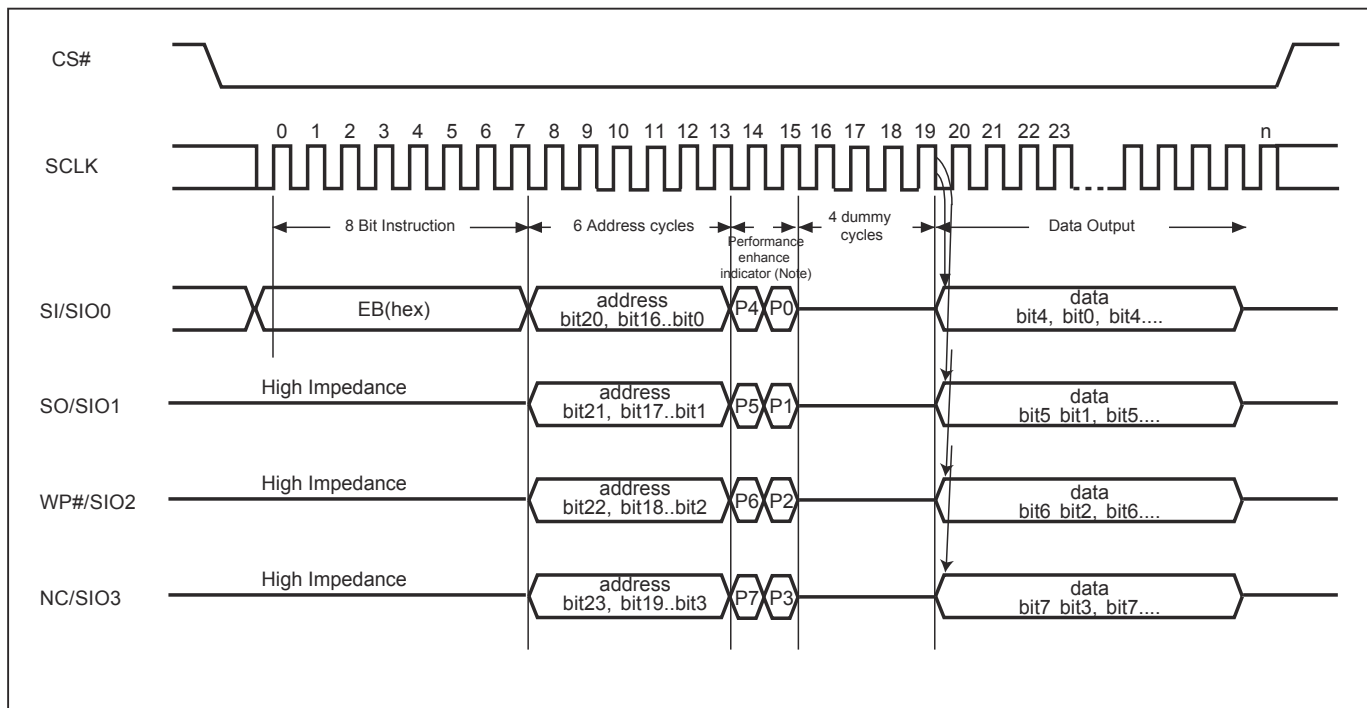 CS#
0 1 2 3 4 5 6 7 8 9 10 11 12 13 14 15 16 17 18 19 20 21 22 23 n
SCLK
8 Bit Instruction
6 Address cycles
Performance
enhance
indicator (Note)
4 dummy
cycles
Data Output
SI/SIO0
EB(hex)
address
bit20, bit16..bit0
P4
P0
data
bit4, bit0, bit4....
SO/SIO1
High Impedance
address
bit21, bit17..bit1
P5
P1
data
bit5 bit1, bit5....
WP#/SIO2
High Impedance
address
bit22, bit18..bit2
P6
P2
data
bit6 bit2, bit6....
NC/SIO3
High Impedance
address
bit23, bit19..bit3
P7
P3
data
bit7 bit3, bit7....